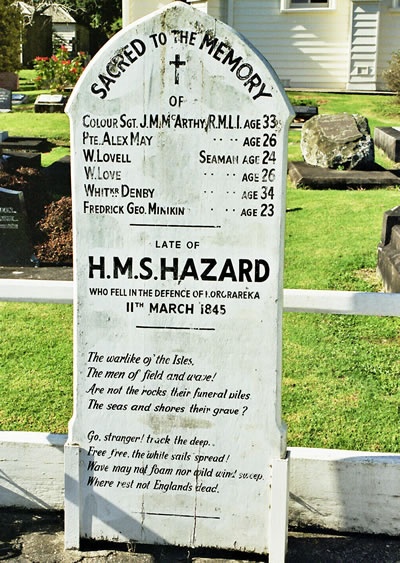 SACRED TO THE MEMORY
OF
COLOUR SGT. J.M. McARTHY, R.M.L.I. AGE 33
PTE. ALEX MAY " " AGE 26
W. LOVELL SEAMAN AGE 24
W. LOVE " " AGE 26
WHITKR DENBY " " AGE 34
FREDRICK GEO. MINIKIN " " AGE 23
LATE OF
H.M.S. HAZARD
WHO FELL IN THE DEFENCE OF KORORAREKA
11TH MARCH 1845
The warlike of the Isles,
The men of field and wave!
Are not the rocks their funeral piles
The seas and shores their grave?
Go, stranger! track the deep..
Free, free, the white sails spread!
Wave may not foam nor wild wind sweep,
Where rest not Englands dead.